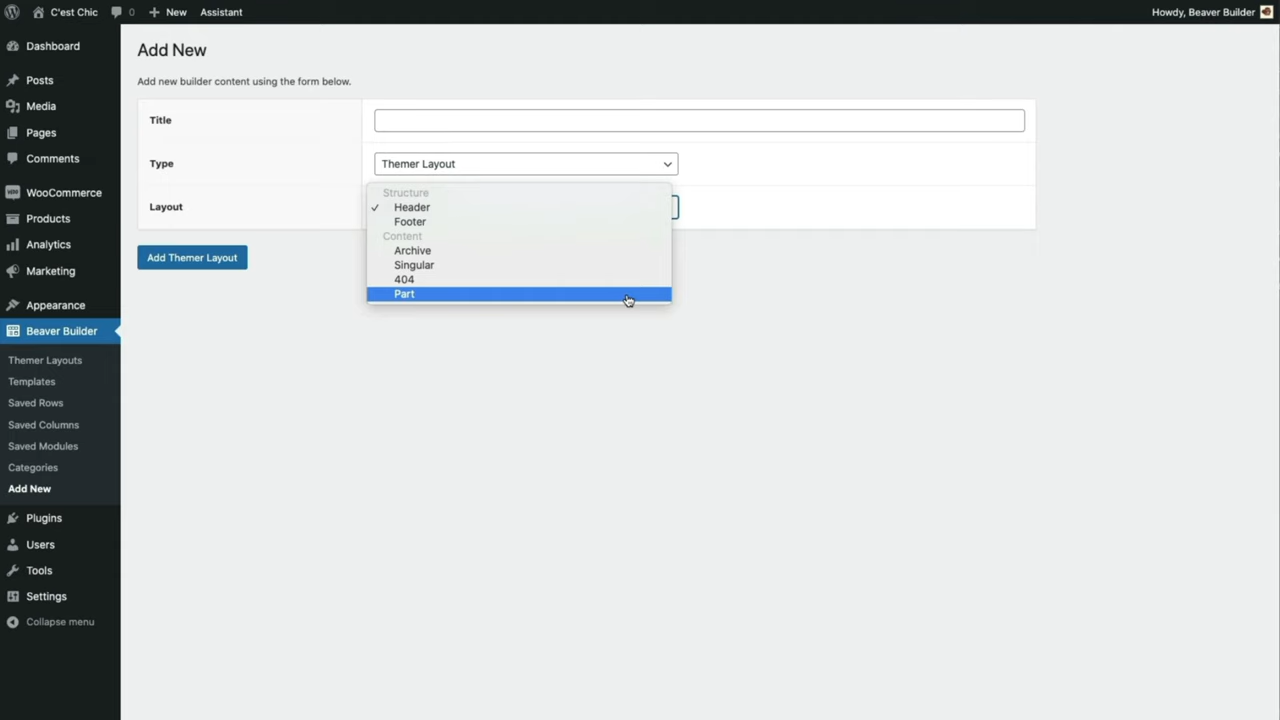 C'est Chic 0 New Assistant Howdy, Beaver Builder
Dashboard
Posts
Media
Pages
Comments
WooCommerce
Products
Analytics
Marketing
Appearance
Beaver Builder
Themer Layouts
Templates
Saved Rows
Saved Columns
Saved Modules
Categories
Add New
Plugins
Users
Tools
Settings
Collapse menu
Add New
Add new builder content using the form below.
Title
Type Themer Layout
Layout
Structure
✓ Header
Footer
Content
Archive
Singular
404
Part
Add Themer Layout